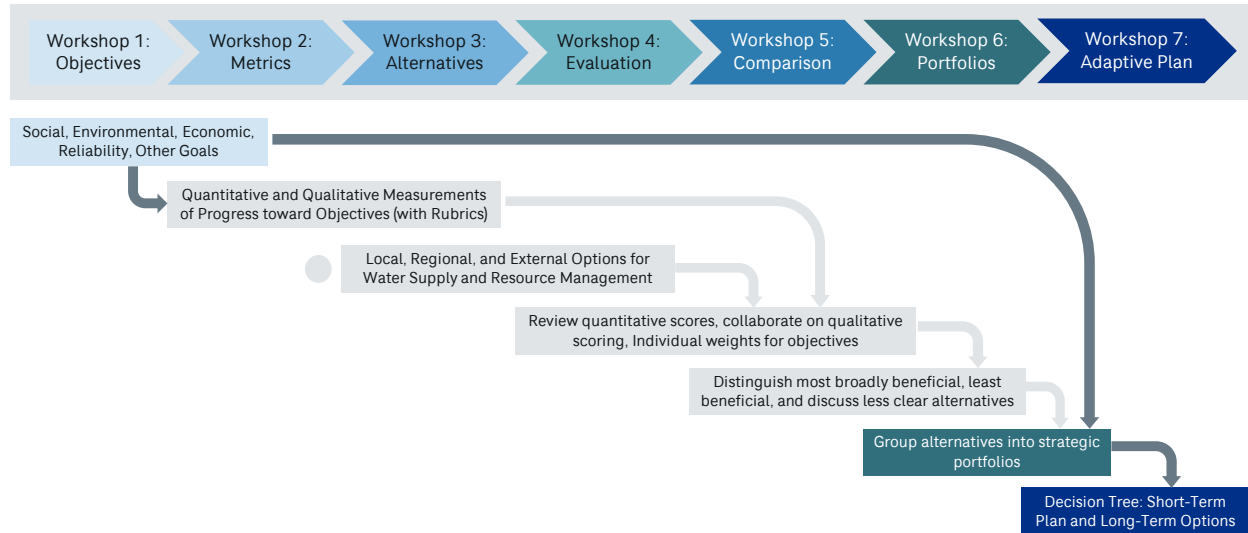 Workshop 1:
Objectives
Workshop 2:
Metrics
Workshop 3:
Alternatives
Workshop 4:
Evaluation
Workshop 5:
Comparison
Workshop 6:
Portfolios
Workshop 7:
Adaptive Plan
Social, Environmental, Economic,
Reliability, Other Goals
Quantitative and Qualitative Measurements
of Progress toward Objectives (with Rubrics)
Local, Regional, and External Options for
Water Supply and Resource Management
Review quantitative scores, collaborate on qualitative
scoring, Individual weights for objectives
Distinguish most broadly beneficial, least
beneficial, and discuss less clear alternatives
Group alternatives into strategic
portfolios
Decision Tree: Short-Term
Plan and Long-Term Options